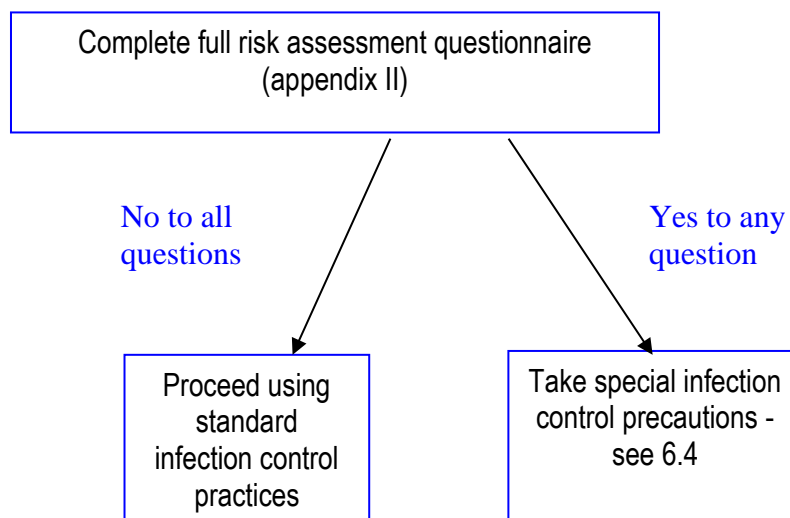 Complete full risk assessment questionnaire
(appendix II)
No to all
questions
Yes to any
question
Proceed using
standard
infection control
practices
Take special infection
control precautions -
see 6.4